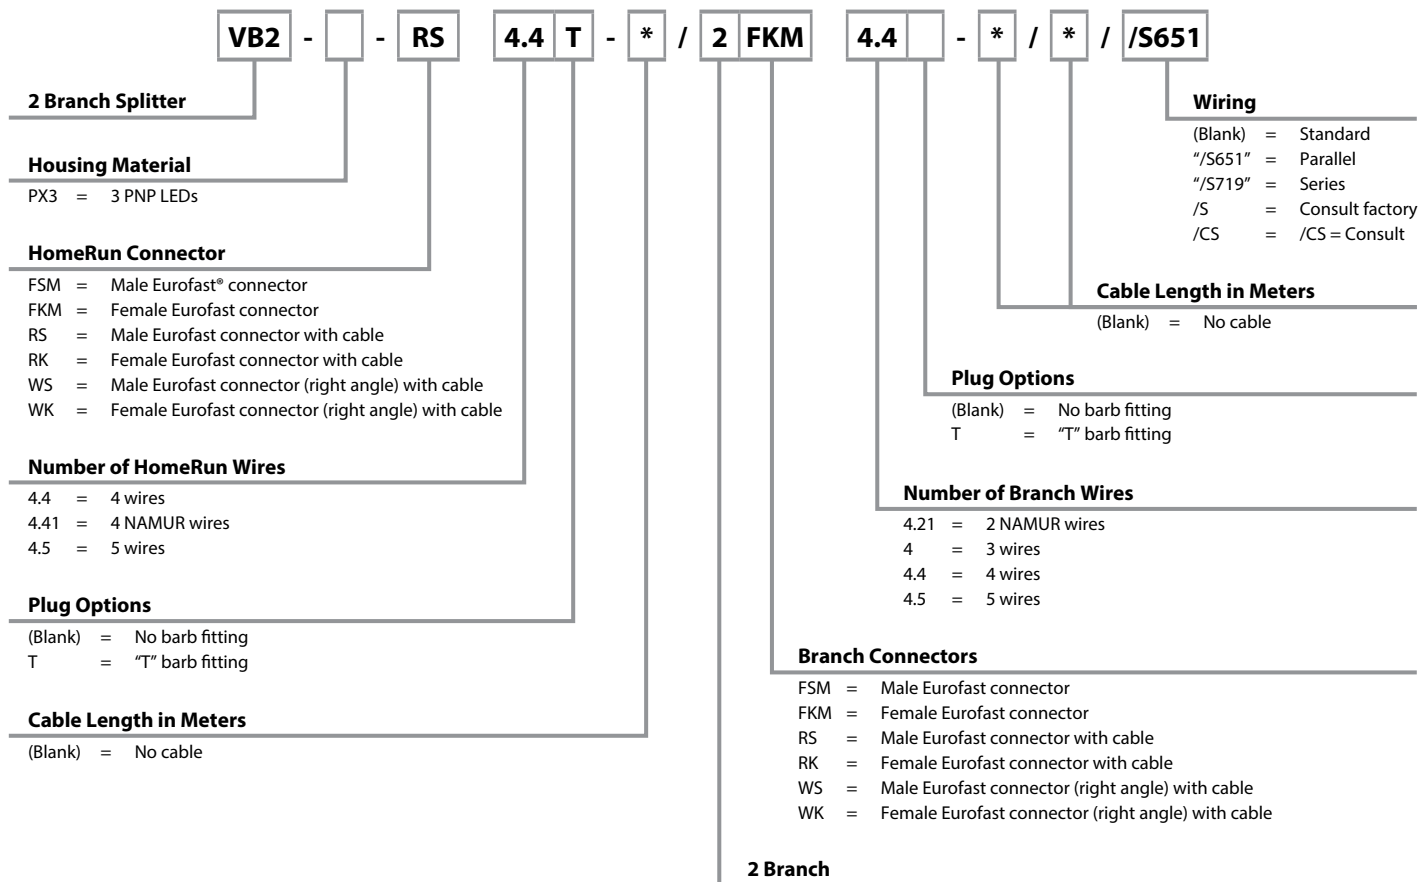 VB2 - - RS 4.4 T - * / 2 FKM 4.4 - * / * / /S651
2 Branch Splitter
Housing Material
PX3 = 3 PNP LEDs
HomeRun Connector
FSM = Male Eurofast® connector
FKM = Female Eurofast connector
RS = Male Eurofast connector with cable
RK = Female Eurofast connector with cable
WS = Male Eurofast connector (right angle) with cable
WK = Female Eurofast connector (right angle) with cable
Number of HomeRun Wires
4.4 = 4 wires
4.41 = 4 NAMUR wires
4.5 = 5 wires
Plug Options
(Blank) = No barb fitting
T = “T” barb fitting
Cable Length in Meters
(Blank) = No cable
Wiring
(Blank) = Standard
“/S651” = Parallel
“/S719” = Series
/S = Consult factory
/CS = /CS = Consult
Cable Length in Meters
(Blank) = No cable
Plug Options
(Blank) = No barb fitting
T = “T” barb fitting
Number of Branch Wires
4.21 = 2 NAMUR wires
4 = 3 wires
4.4 = 4 wires
4.5 = 5 wires
Branch Connectors
FSM = Male Eurofast connector
FKM = Female Eurofast connector
RS = Male Eurofast connector with cable
RK = Female Eurofast connector with cable
WS = Male Eurofast connector (right angle) with cable
WK = Female Eurofast connector (right angle) with cable
2 Branch